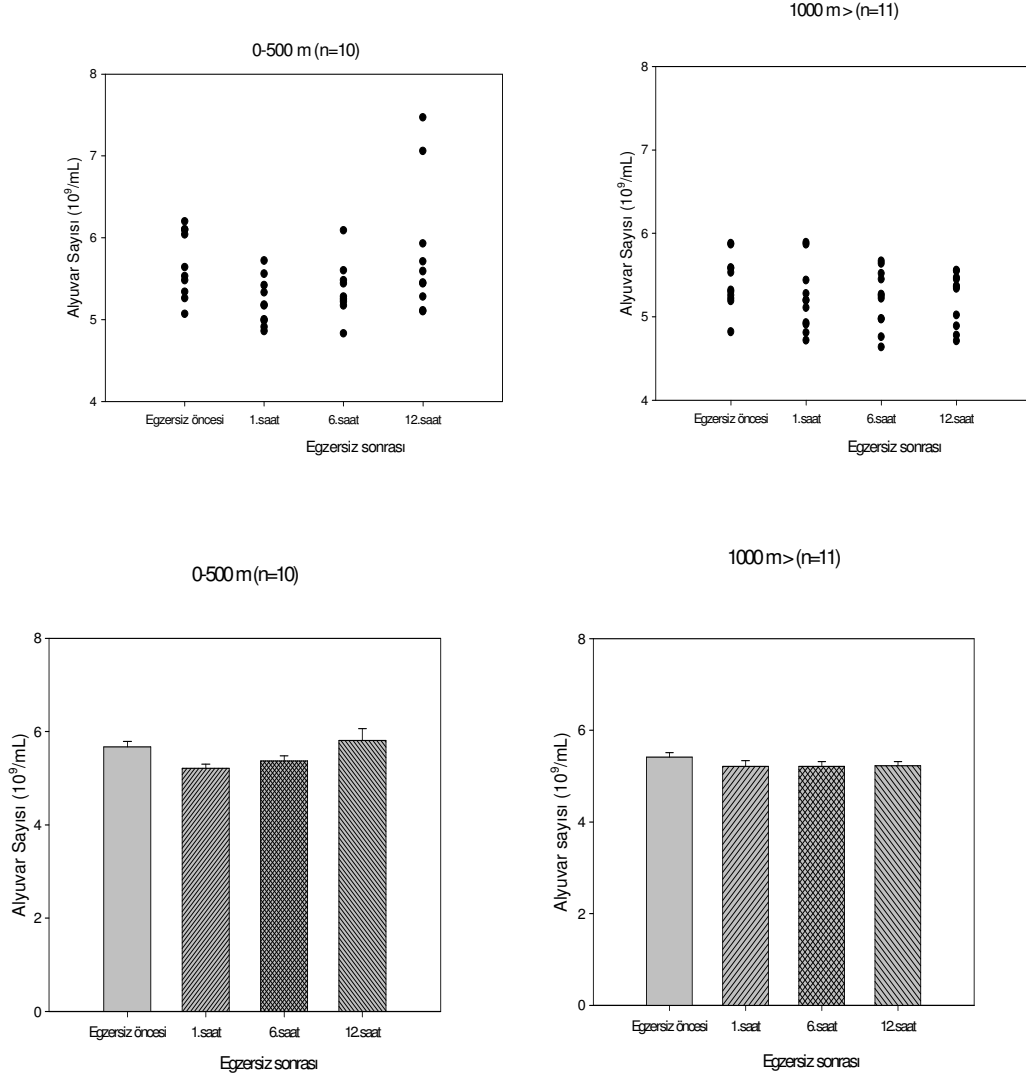 0-500 m (n=10)
8
7
6
5
4
Alyuvar Sayısı (10⁹/mL)
Egzersiz öncesi 1.saat 6.saat 12.saat
Egzersiz sonrası
1000 m> (n=11)
8
7
6
5
4
Alyuvar Sayısı (10⁹/mL)
Egzersiz öncesi 1.saat 6.saat 12.saat
Egzersiz sonrası
0-500 m (n=10)
8
6
4
2
0
Alyuvar Sayısı (10⁹/mL)
Egzersiz öncesi 1.saat 6.saat 12.saat
Egzersiz sonrası
1000 m> (n=11)
8
6
4
2
0
Alyuvar sayısı (10⁹/mL)
Egzersiz öncesi 1.saat 6.saat 12.saat
Egzersiz sonrası